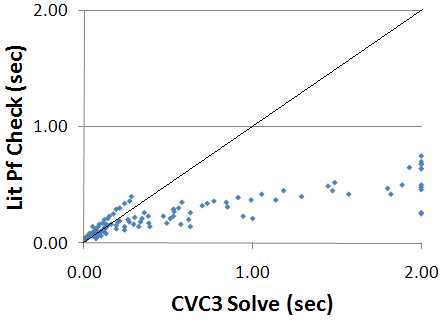 2.00
1.00
0.00
Lit Pf Check (sec)
0.00 1.00 2.00
CVC3 Solve (sec)